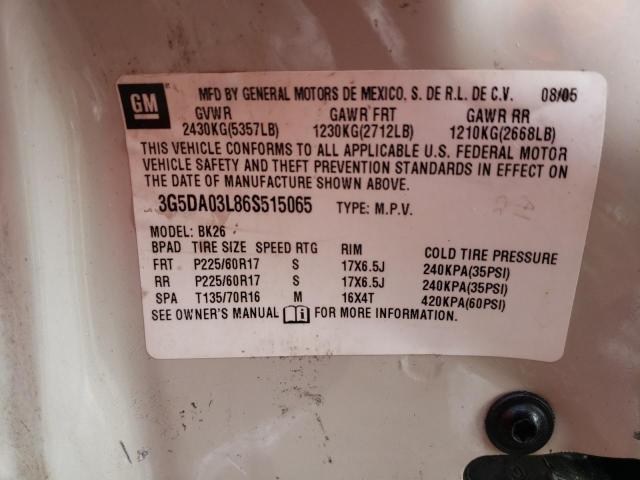 GM MFD BY GENERAL MOTORS DE MEXICO, S. DE R.L. DE C.V. 08/05
GVWR GAWR FRT GAWR RR
2430KG(5357LB) 1230KG(2712LB) 1210KG(2668LB)
THIS VEHICLE CONFORMS TO ALL APPLICABLE U.S. FEDERAL MOTOR
VEHICLE SAFETY AND THEFT PREVENTION STANDARDS IN EFFECT ON
DATE OF MANUFACTURE SHOWN ABOVE.
3G5DA03L86S515065 TYPE: M.P.V.
MODEL: BK26
BPAD TIRE SIZE SPEED RTG RIM COLD TIRE PRESSURE
FRT P225/60R17 S 17X6.5J 240KPA(35PSI)
RR P225/60R17 S 17X6.5J 240KPA(35PSI)
SPA T135/70R16 M 16X4T 420KPA(60PSI)
SEE OWNER'S MANUAL FOR MORE INFORMATION.